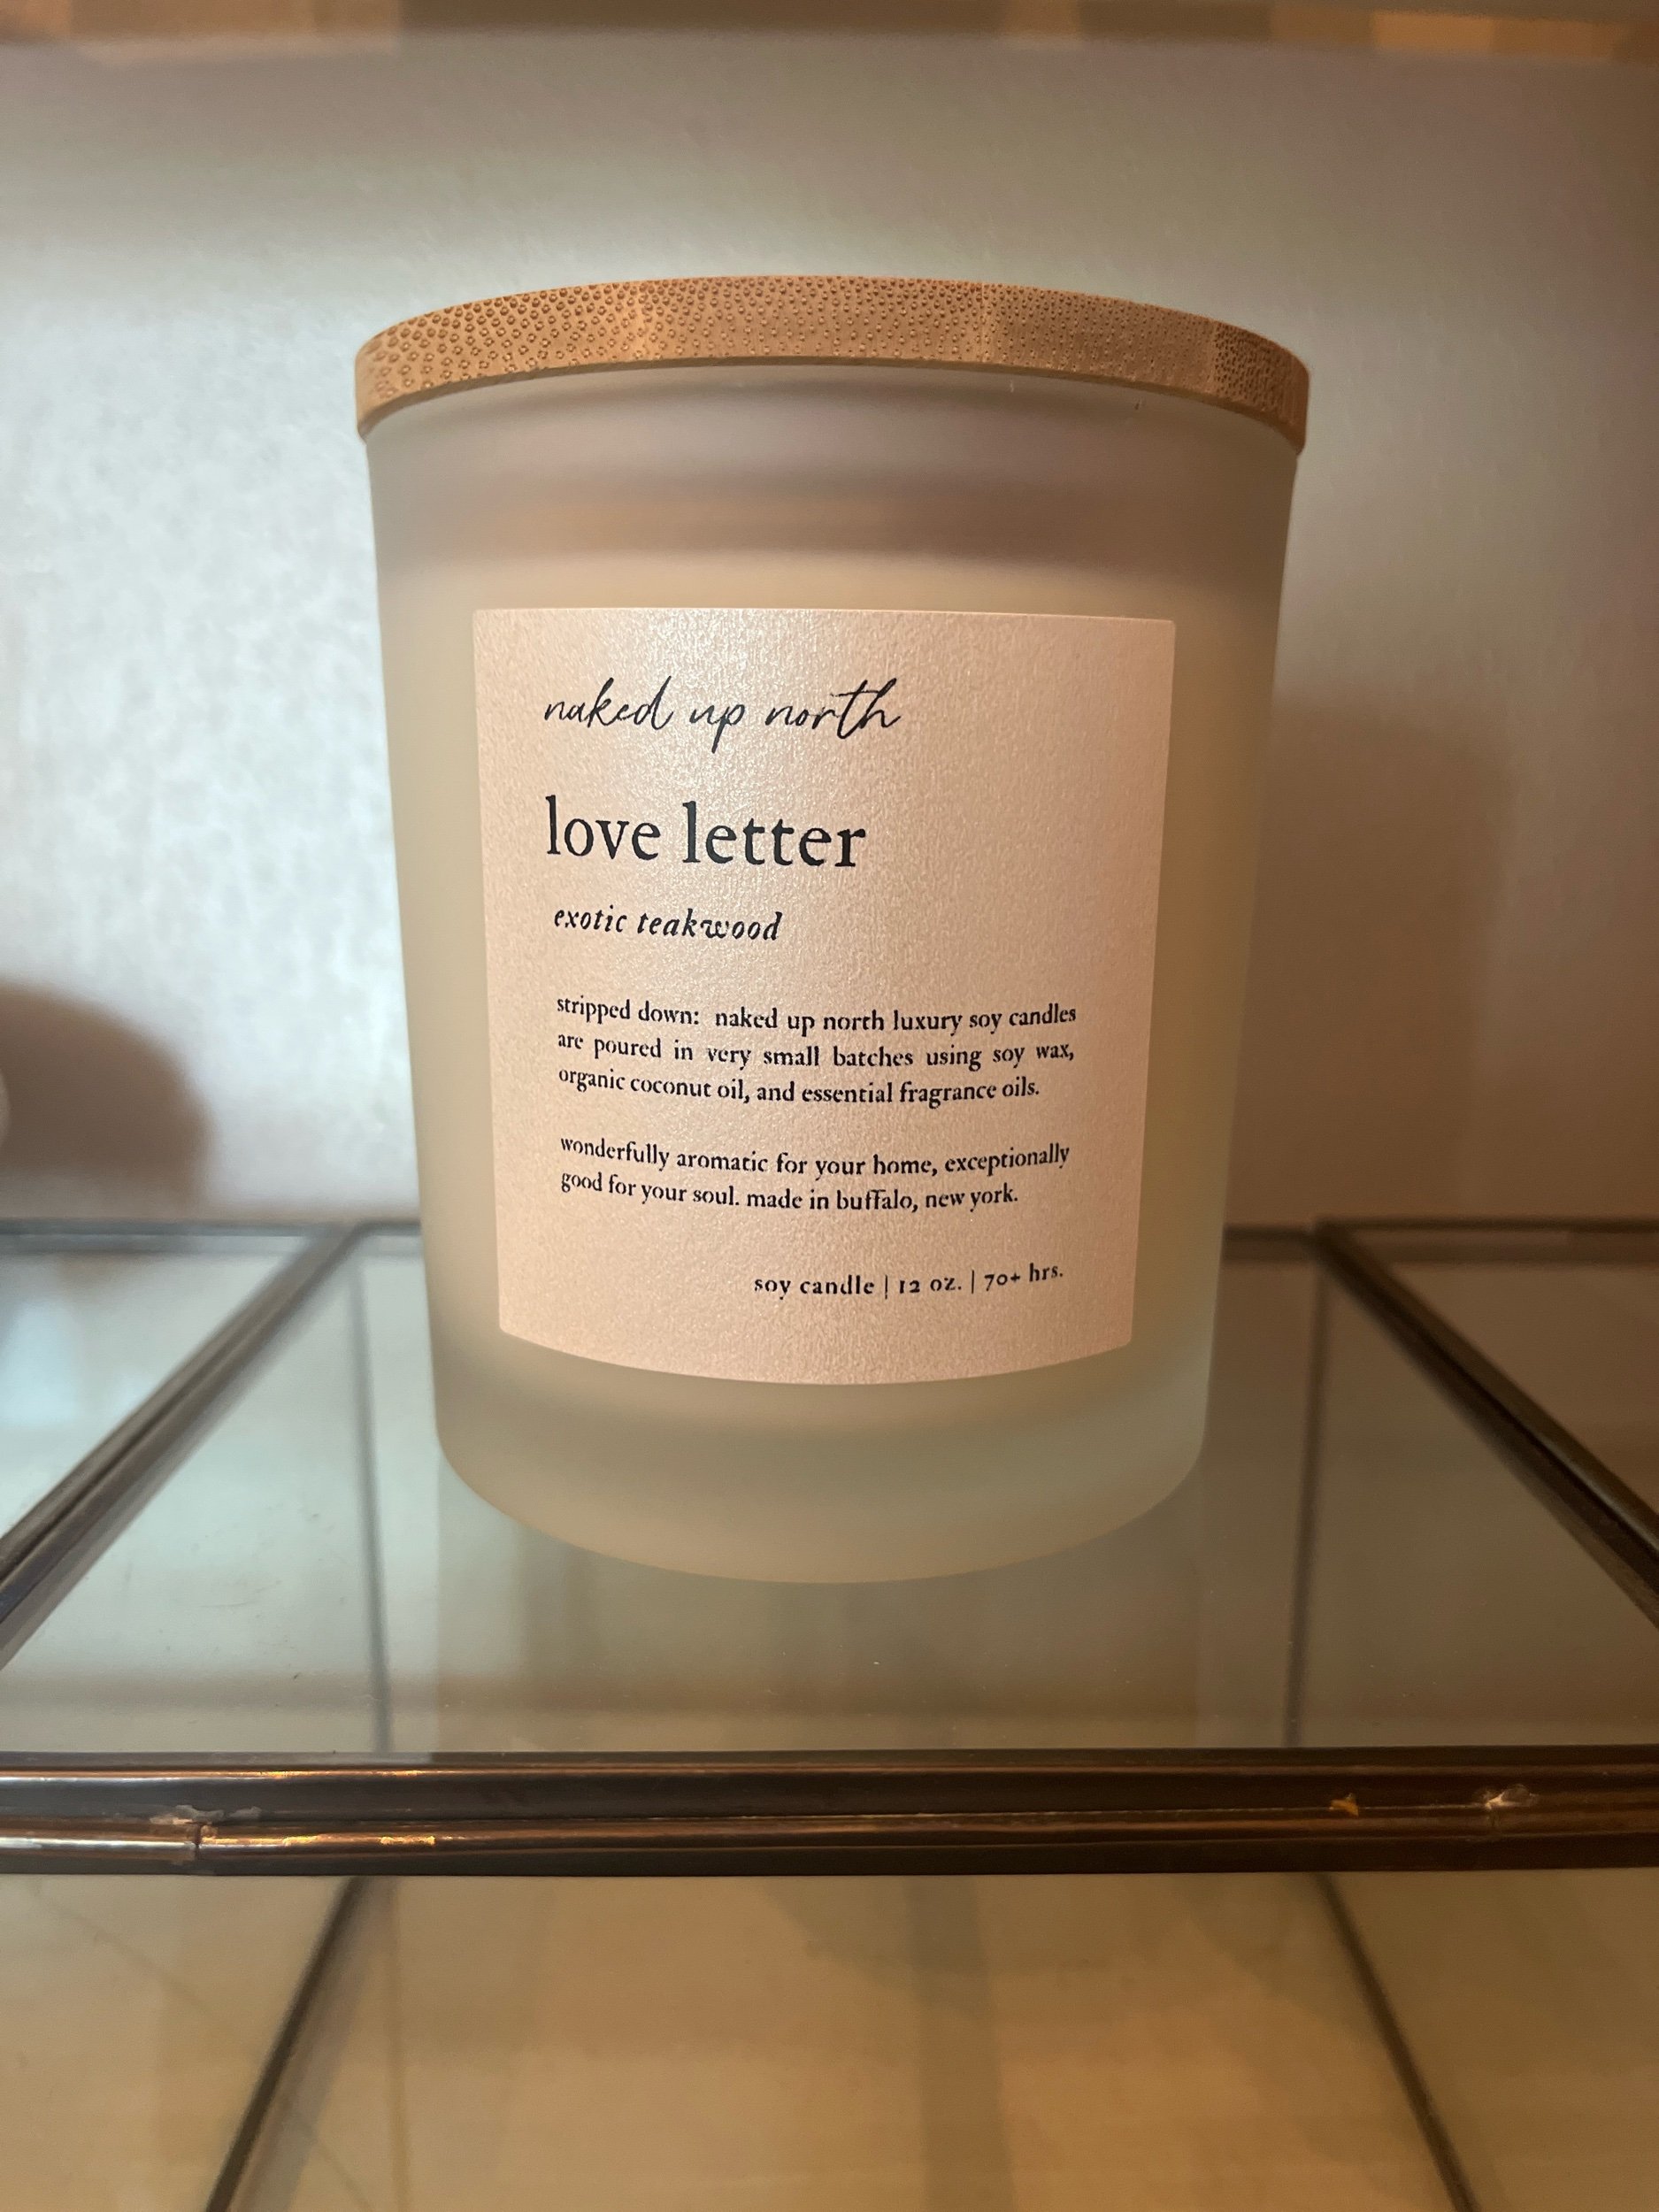 naked up north
love letter
exotic teakwood
stripped down: naked up north luxury soy candles
are poured in very small batches using soy wax,
organic coconut oil, and essential fragrance oils.
wonderfully aromatic for your home, exceptionally
good for your soul. made in buffalo, new york.
soy candle | 12 oz. | 70+ hrs.